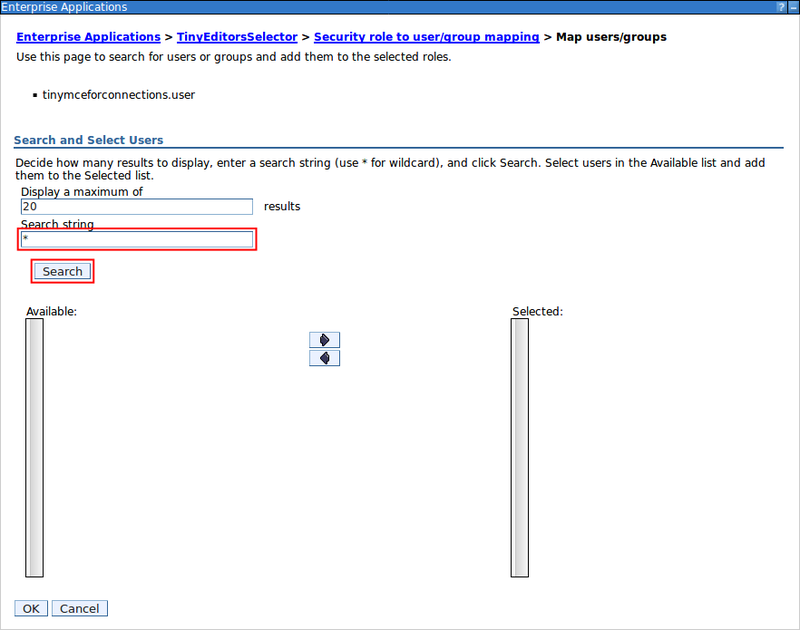 Enterprise Applications ? –
Enterprise Applications > TinyEditorsSelector > Security role to user/group mapping > Map users/groups
Use this page to search for users or groups and add them to the selected roles.
▪ tinymceforconnections.user
Search and Select Users
Decide how many results to display, enter a search string (use * for wildcard), and click Search. Select users in the Available list and add
them to the Selected list.
Display a maximum of
20 results
Search string
*
Search
Available: Selected:
OK Cancel